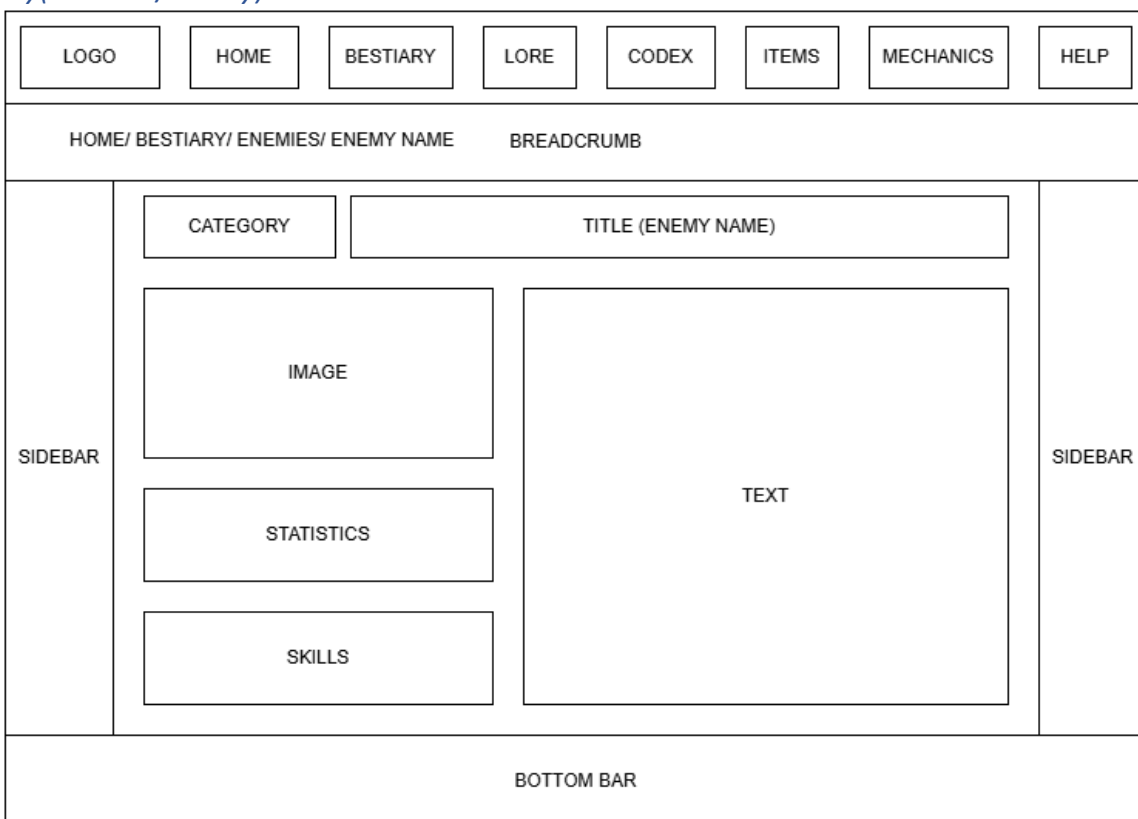 LOGO HOME BESTIARY LORE CODEX ITEMS MECHANICS HELP
HOME/ BESTIARY/ ENEMIES/ ENEMY NAME BREADCRUMB
CATEGORY TITLE (ENEMY NAME)
IMAGE
SIDEBAR
STATISTICS
SKILLS
TEXT
SIDEBAR
BOTTOM BAR